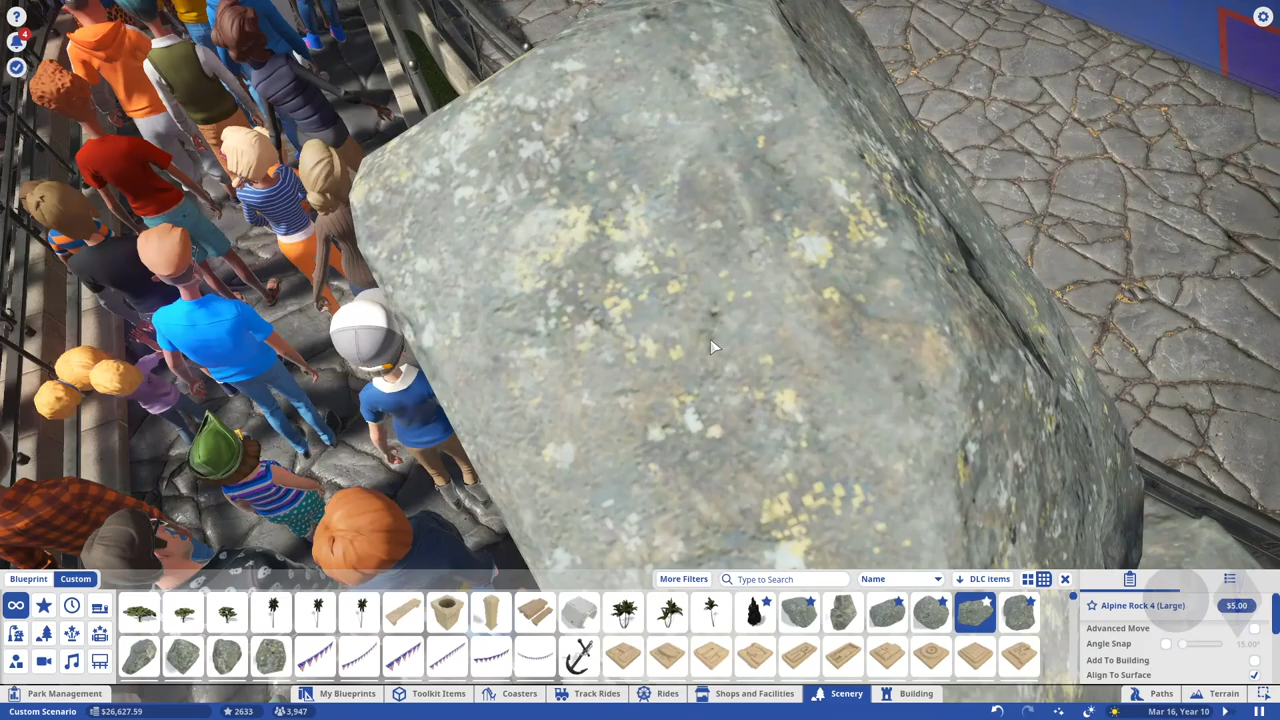 4
Blueprint
Custom
More Filters
Type to Search
Name
DLC items
Alpine Rock 4 (Large)
$5.00
Advanced Move
Angle Snap
15.00°
Add To Building
Align To Surface
Park Management
My Blueprints
Toolkit Items
Coasters
Track Rides
Rides
Shops and Facilities
Scenery
Building
Paths
Terrain
Custom Scenario
$26,627.59
2633
3,947
Mar 16, Year 10